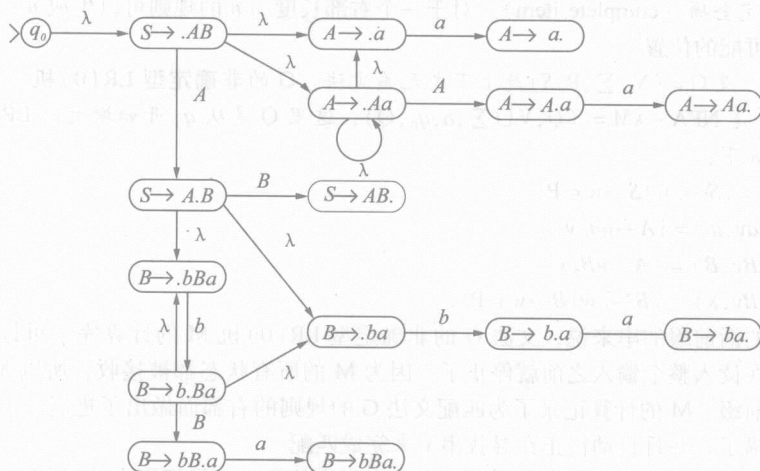 q₀ λ S→.AB λ A→.a a A→a.
λ λ
A A→.Aa A A→A.a a A→Aa.
λ
S→A.B B S→AB.
λ λ
B→.bBa
λ b B→.ba b B→b.a a B→ba.
B→b.Ba λ
B
B→bB.a a B→bBa.